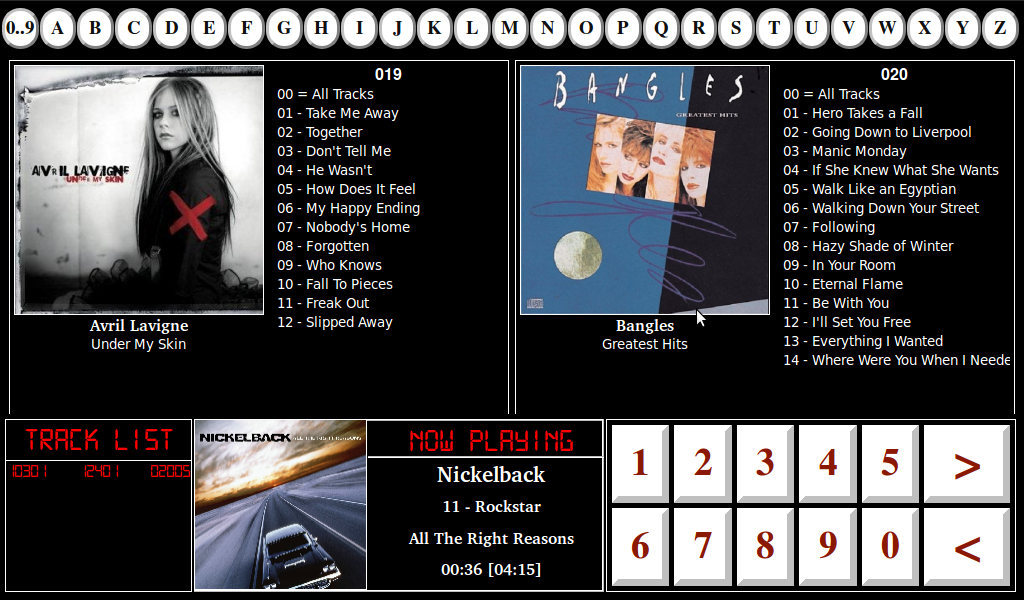 0..9 A B C D E F G H I J K L M N O P Q R S T U V W X Y Z
AVRIL LAVIGNE
UNDER MY SKIN
Avril Lavigne
Under My Skin
019
00 = All Tracks
01 - Take Me Away
02 - Together
03 - Don't Tell Me
04 - He Wasn't
05 - How Does It Feel
06 - My Happy Ending
07 - Nobody's Home
08 - Forgotten
09 - Who Knows
10 - Fall To Pieces
11 - Freak Out
12 - Slipped Away
BANGLES
GREATEST HITS
Bangles
Greatest Hits
020
00 = All Tracks
01 - Hero Takes a Fall
02 - Going Down to Liverpool
03 - Manic Monday
04 - If She Knew What She Wants
05 - Walk Like an Egyptian
06 - Walking Down Your Street
07 - Following
08 - Hazy Shade of Winter
09 - In Your Room
10 - Eternal Flame
11 - Be With You
12 - I'll Set You Free
13 - Everything I Wanted
14 - Where Were You When I Neede
TRACK LIST
10301 12401 02005
NICKELBACK ALL THE RIGHT REASONS
NOW PLAYING
Nickelback
11 - Rockstar
All The Right Reasons
00:36 [04:15]
1 2 3 4 5 >
6 7 8 9 0 <